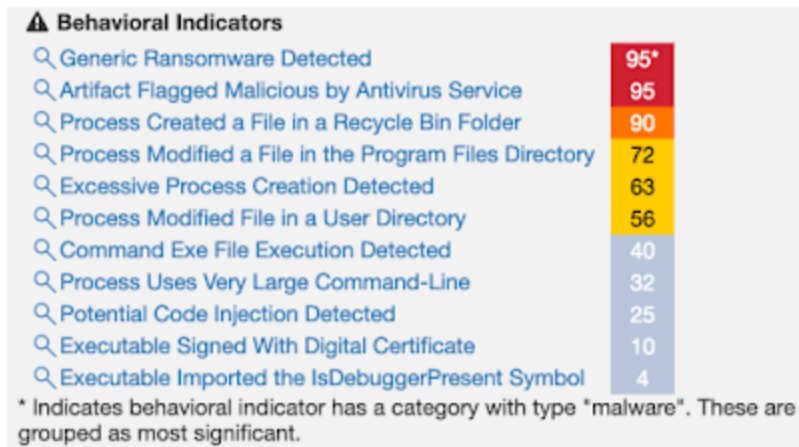 Behavioral Indicators
Generic Ransomware Detected 95*
Artifact Flagged Malicious by Antivirus Service 95
Process Created a File in a Recycle Bin Folder 90
Process Modified a File in the Program Files Directory 72
Excessive Process Creation Detected 63
Process Modified File in a User Directory 56
Command Exe File Execution Detected 40
Process Uses Very Large Command-Line 32
Potential Code Injection Detected 25
Executable Signed With Digital Certificate 10
Executable Imported the IsDebuggerPresent Symbol 4
* Indicates behavioral indicator has a category with type "malware". These are
grouped as most significant.